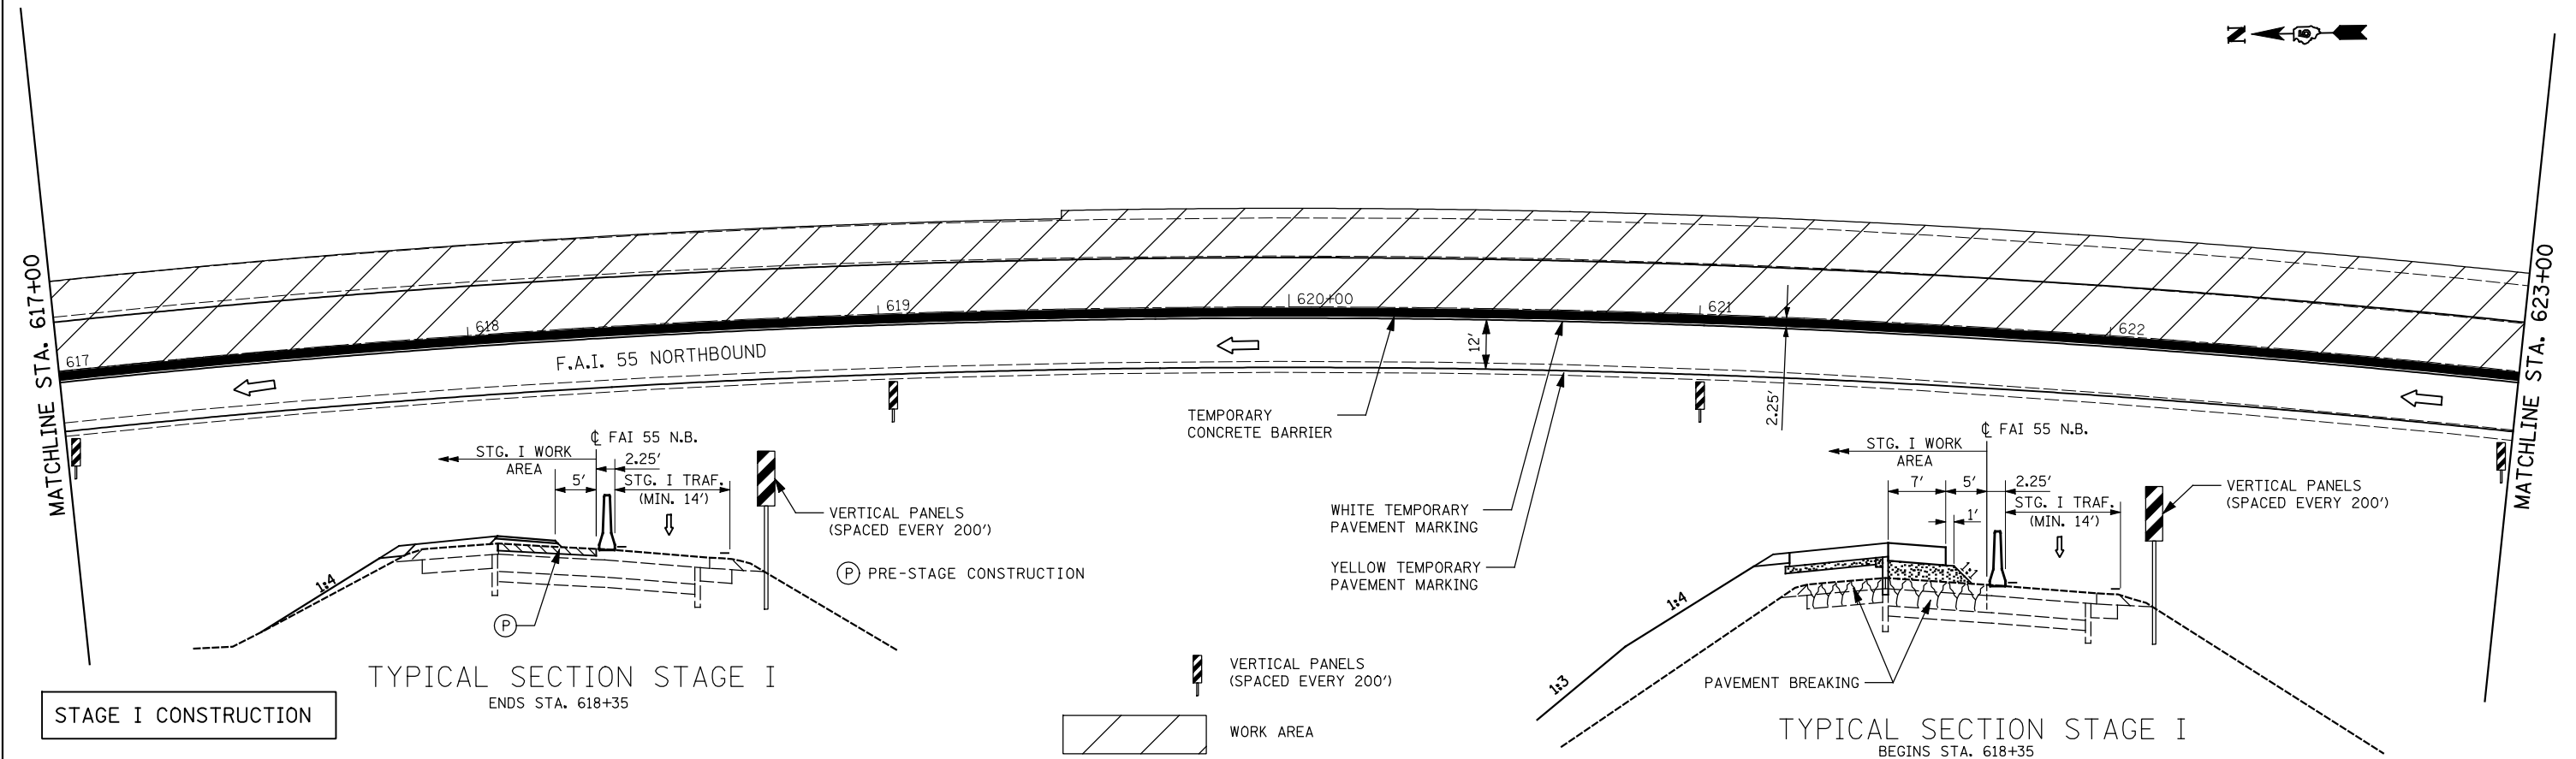 N
MATCHLINE STA. 617+00
617
618
619
620+00
621
622
MATCHLINE STA. 623+00
F.A.I. 55 NORTHBOUND
12'
2.25'
TEMPORARY
CONCRETE BARRIER
WHITE TEMPORARY
PAVEMENT MARKING
YELLOW TEMPORARY
PAVEMENT MARKING
℄ FAI 55 N.B.
STG. I WORK
AREA
2.25'
5'
STG. I TRAF.
(MIN. 14')
VERTICAL PANELS
(SPACED EVERY 200')
P PRE-STAGE CONSTRUCTION
1:4
P
TYPICAL SECTION STAGE I
ENDS STA. 618+35
STAGE I CONSTRUCTION
VERTICAL PANELS
(SPACED EVERY 200')
WORK AREA
℄ FAI 55 N.B.
STG. I WORK
AREA
7'
5'
2.25'
STG. I TRAF.
(MIN. 14')
1'
VERTICAL PANELS
(SPACED EVERY 200')
1:4
1:3
PAVEMENT BREAKING
TYPICAL SECTION STAGE I
BEGINS STA. 618+35